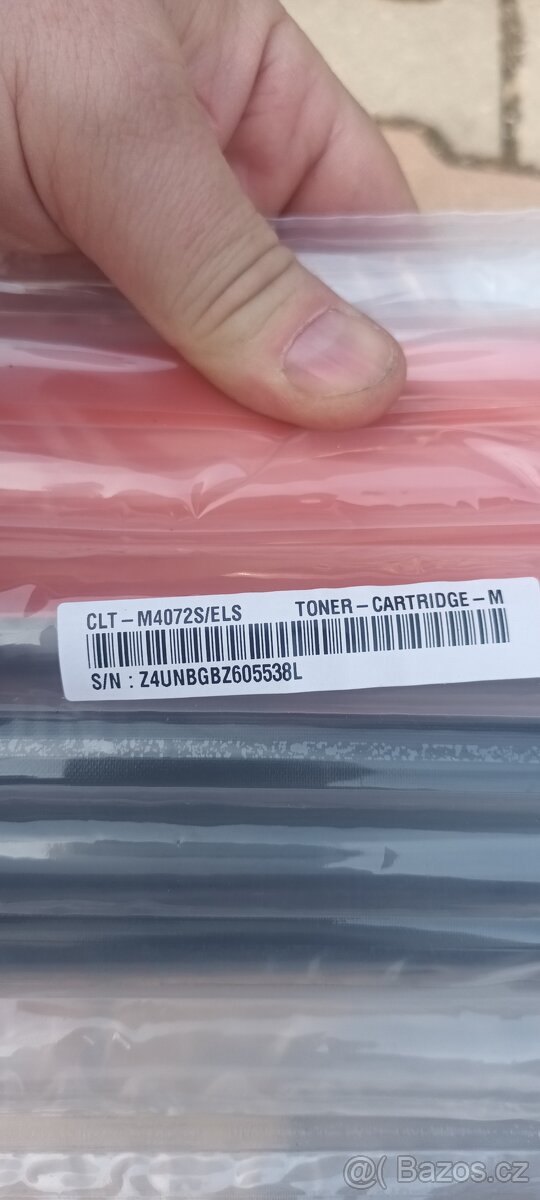 CLT-M4072S/ELS TONER-CARTRIDGE-M
S/N : Z4UNBGBZ605538L
@ Bazos.cz